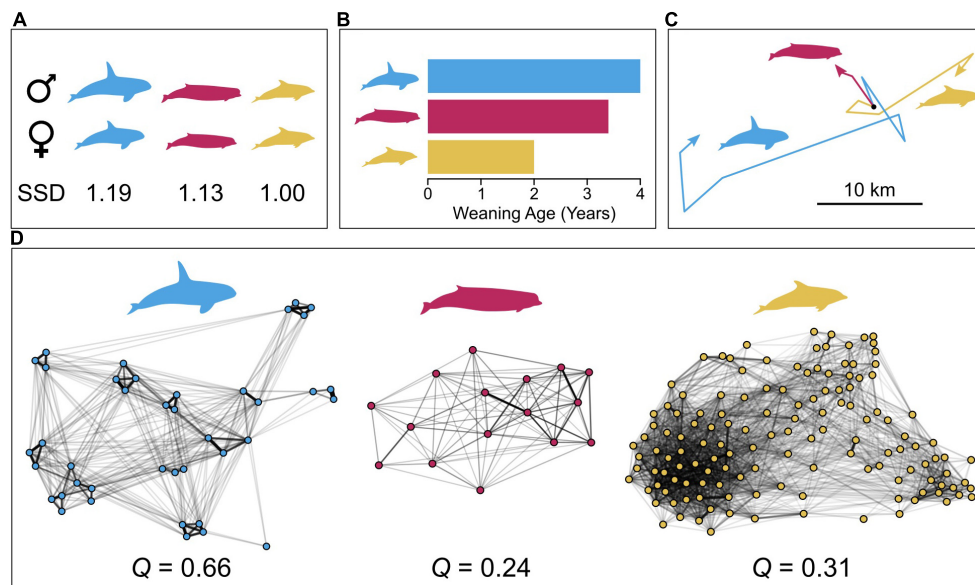 A
♂
♀
SSD 1.19 1.13 1.00
B
0 1 2 3 4
Weaning Age (Years)
C
10 km
D
Q = 0.66 Q = 0.24 Q = 0.31